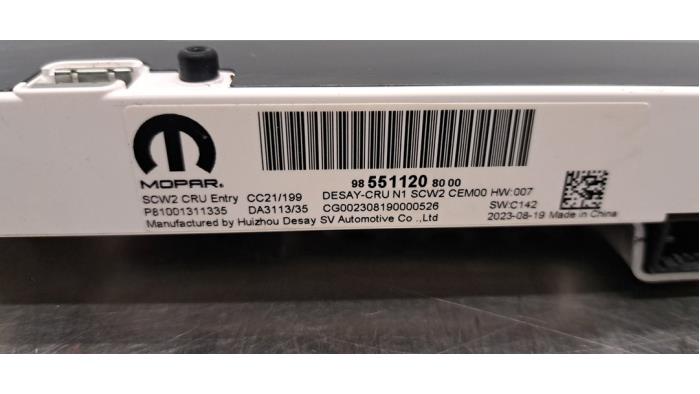 MOPAR®
98 551120 80 00
SCW2 CRU Entry CC21/199 DESAY-CRU N1 SCW2 CEM00 HW:007
P81001311335 DA3113/35 CG002308190000526 SW:C142
Manufactured by Huizhou Desay SV Automotive Co .,Ltd 2023-08-19 Made in China